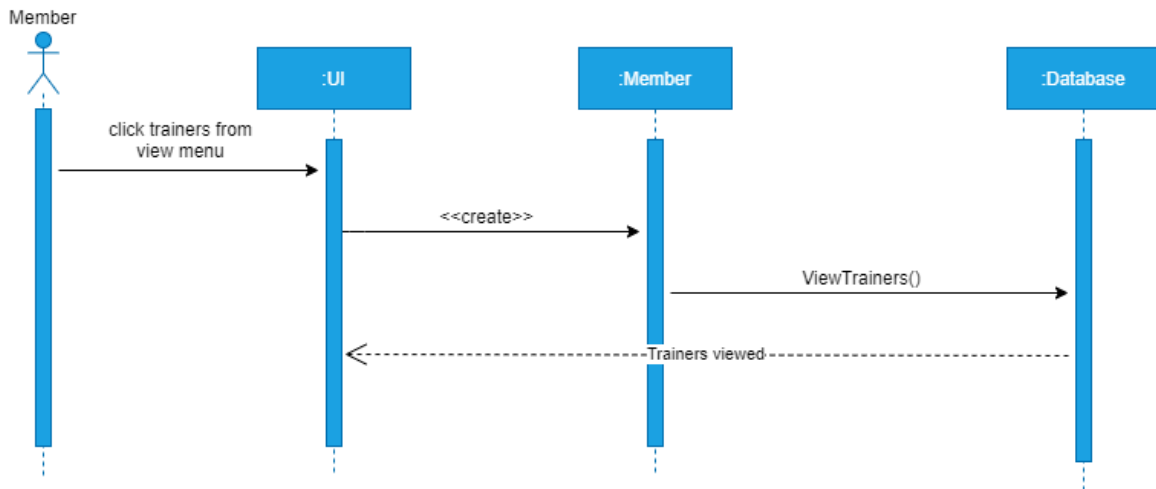 Member
:UI
:Member
:Database
click trainers from
view menu
<<create>>
ViewTrainers()
Trainers viewed